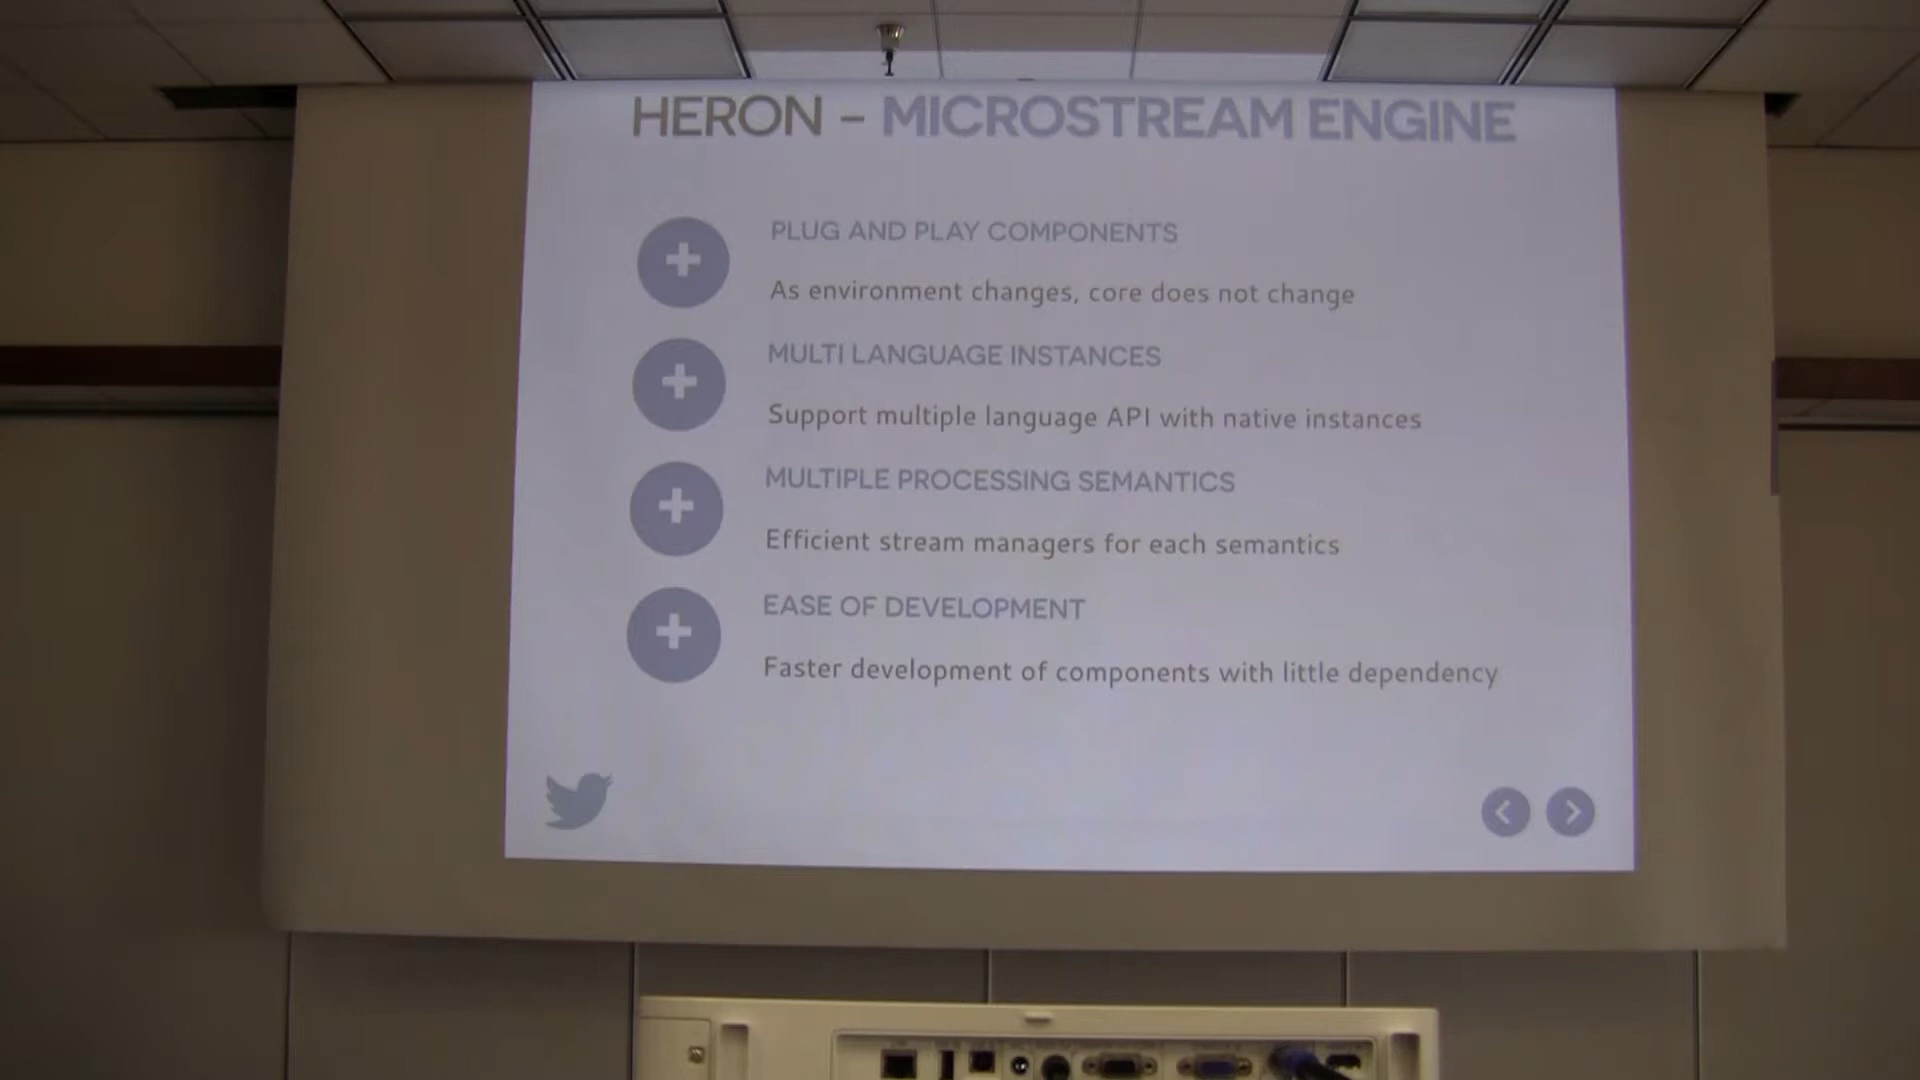 HERON – MICROSTREAM ENGINE
PLUG AND PLAY COMPONENTS
As environment changes, core does not change
MULTI LANGUAGE INSTANCES
Support multiple language API with native instances
MULTIPLE PROCESSING SEMANTICS
Efficient stream managers for each semantics
EASE OF DEVELOPMENT
Faster development of components with little dependency